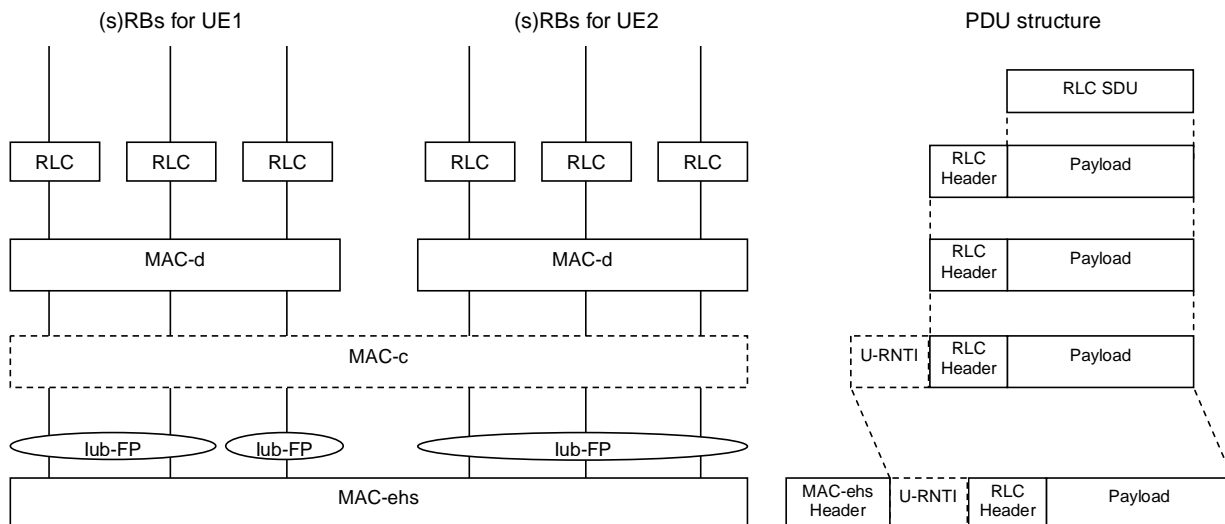 (s)RBs for UE1
(s)RBs for UE2
PDU structure
RLC SDU
RLC
RLC
RLC
RLC
RLC
RLC
RLC
Header
Payload
MAC-d
MAC-d
RLC
Header
Payload
MAC-c
U-RNTI
RLC
Header
Payload
Iub-FP
Iub-FP
Iub-FP
MAC-ehs
MAC-ehs
Header
U-RNTI
RLC
Header
Payload